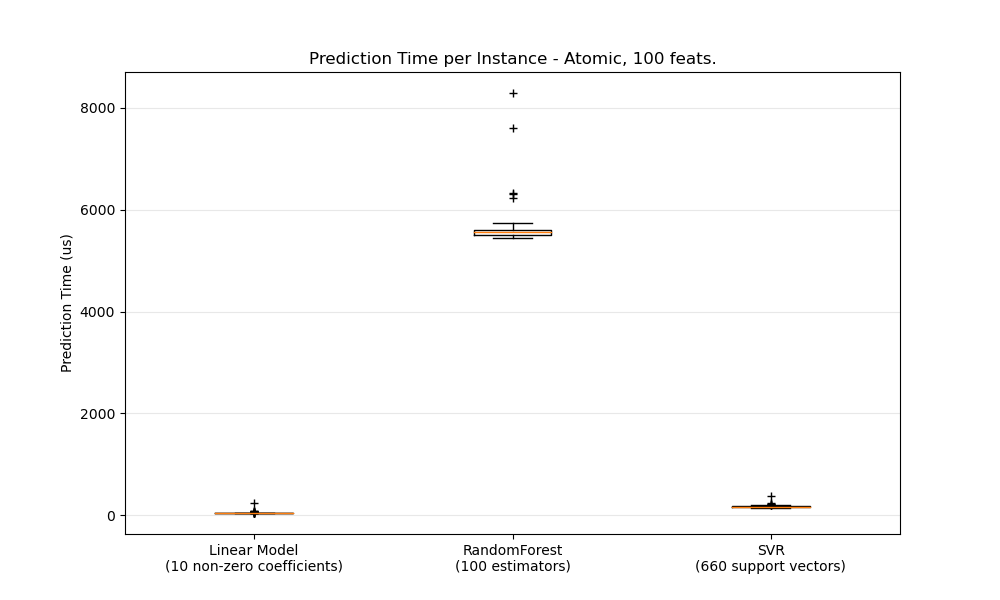 Prediction Time per Instance - Atomic, 100 feats.
Prediction Time (us)
8000
6000
4000
2000
0
Linear Model
(10 non-zero coefficients)
RandomForest
(100 estimators)
SVR
(660 support vectors)